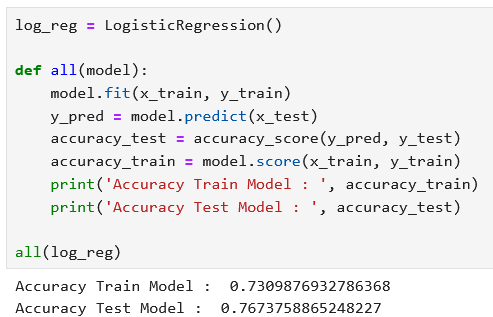 log_reg = LogisticRegression()
def all(model):
    model.fit(x_train, y_train)
    y_pred = model.predict(x_test)
    accuracy_test = accuracy_score(y_pred, y_test)
    accuracy_train = model.score(x_train, y_train)
    print('Accuracy Train Model : ', accuracy_train)
    print('Accuracy Test Model : ', accuracy_test)
all(log_reg)
Accuracy Train Model :  0.7309876932786368
Accuracy Test Model :  0.7673758865248227